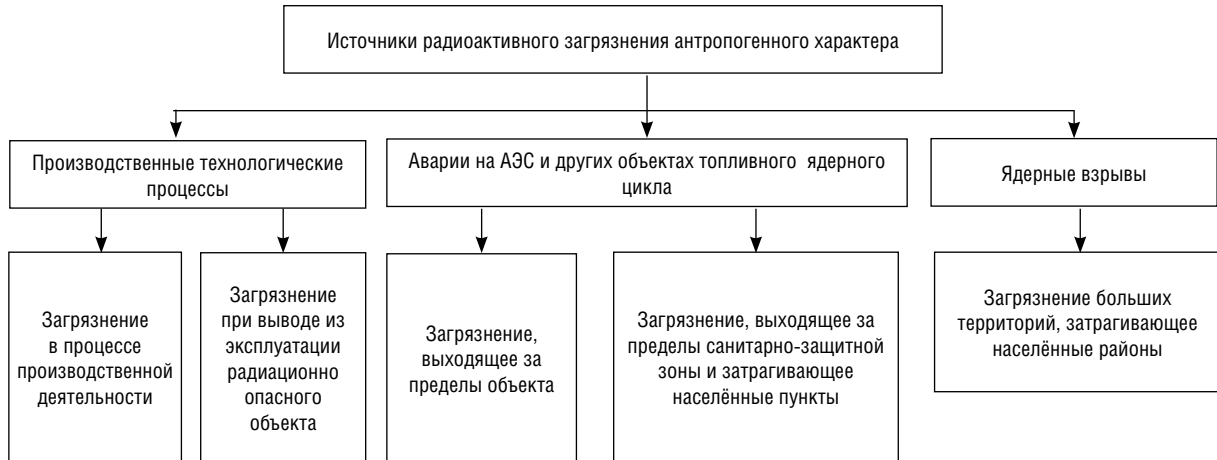 Источники радиоактивного загрязнения антропогенного характера
Производственные технологические
процессы
Аварии на АЭС и других объектах топливного ядерного
цикла
Ядерные взрывы
Загрязнение
в процессе
производственной
деятельности
Загрязнение
при выводе из
эксплуатации
радиационно
опасного
объекта
Загрязнение,
выходящее за
пределы объекта
Загрязнение, выходящее за
пределы санитарно-защитной
зоны и затрагивающее
населённые пункты
Загрязнение больших
территорий, затрагивающее
населённые районы